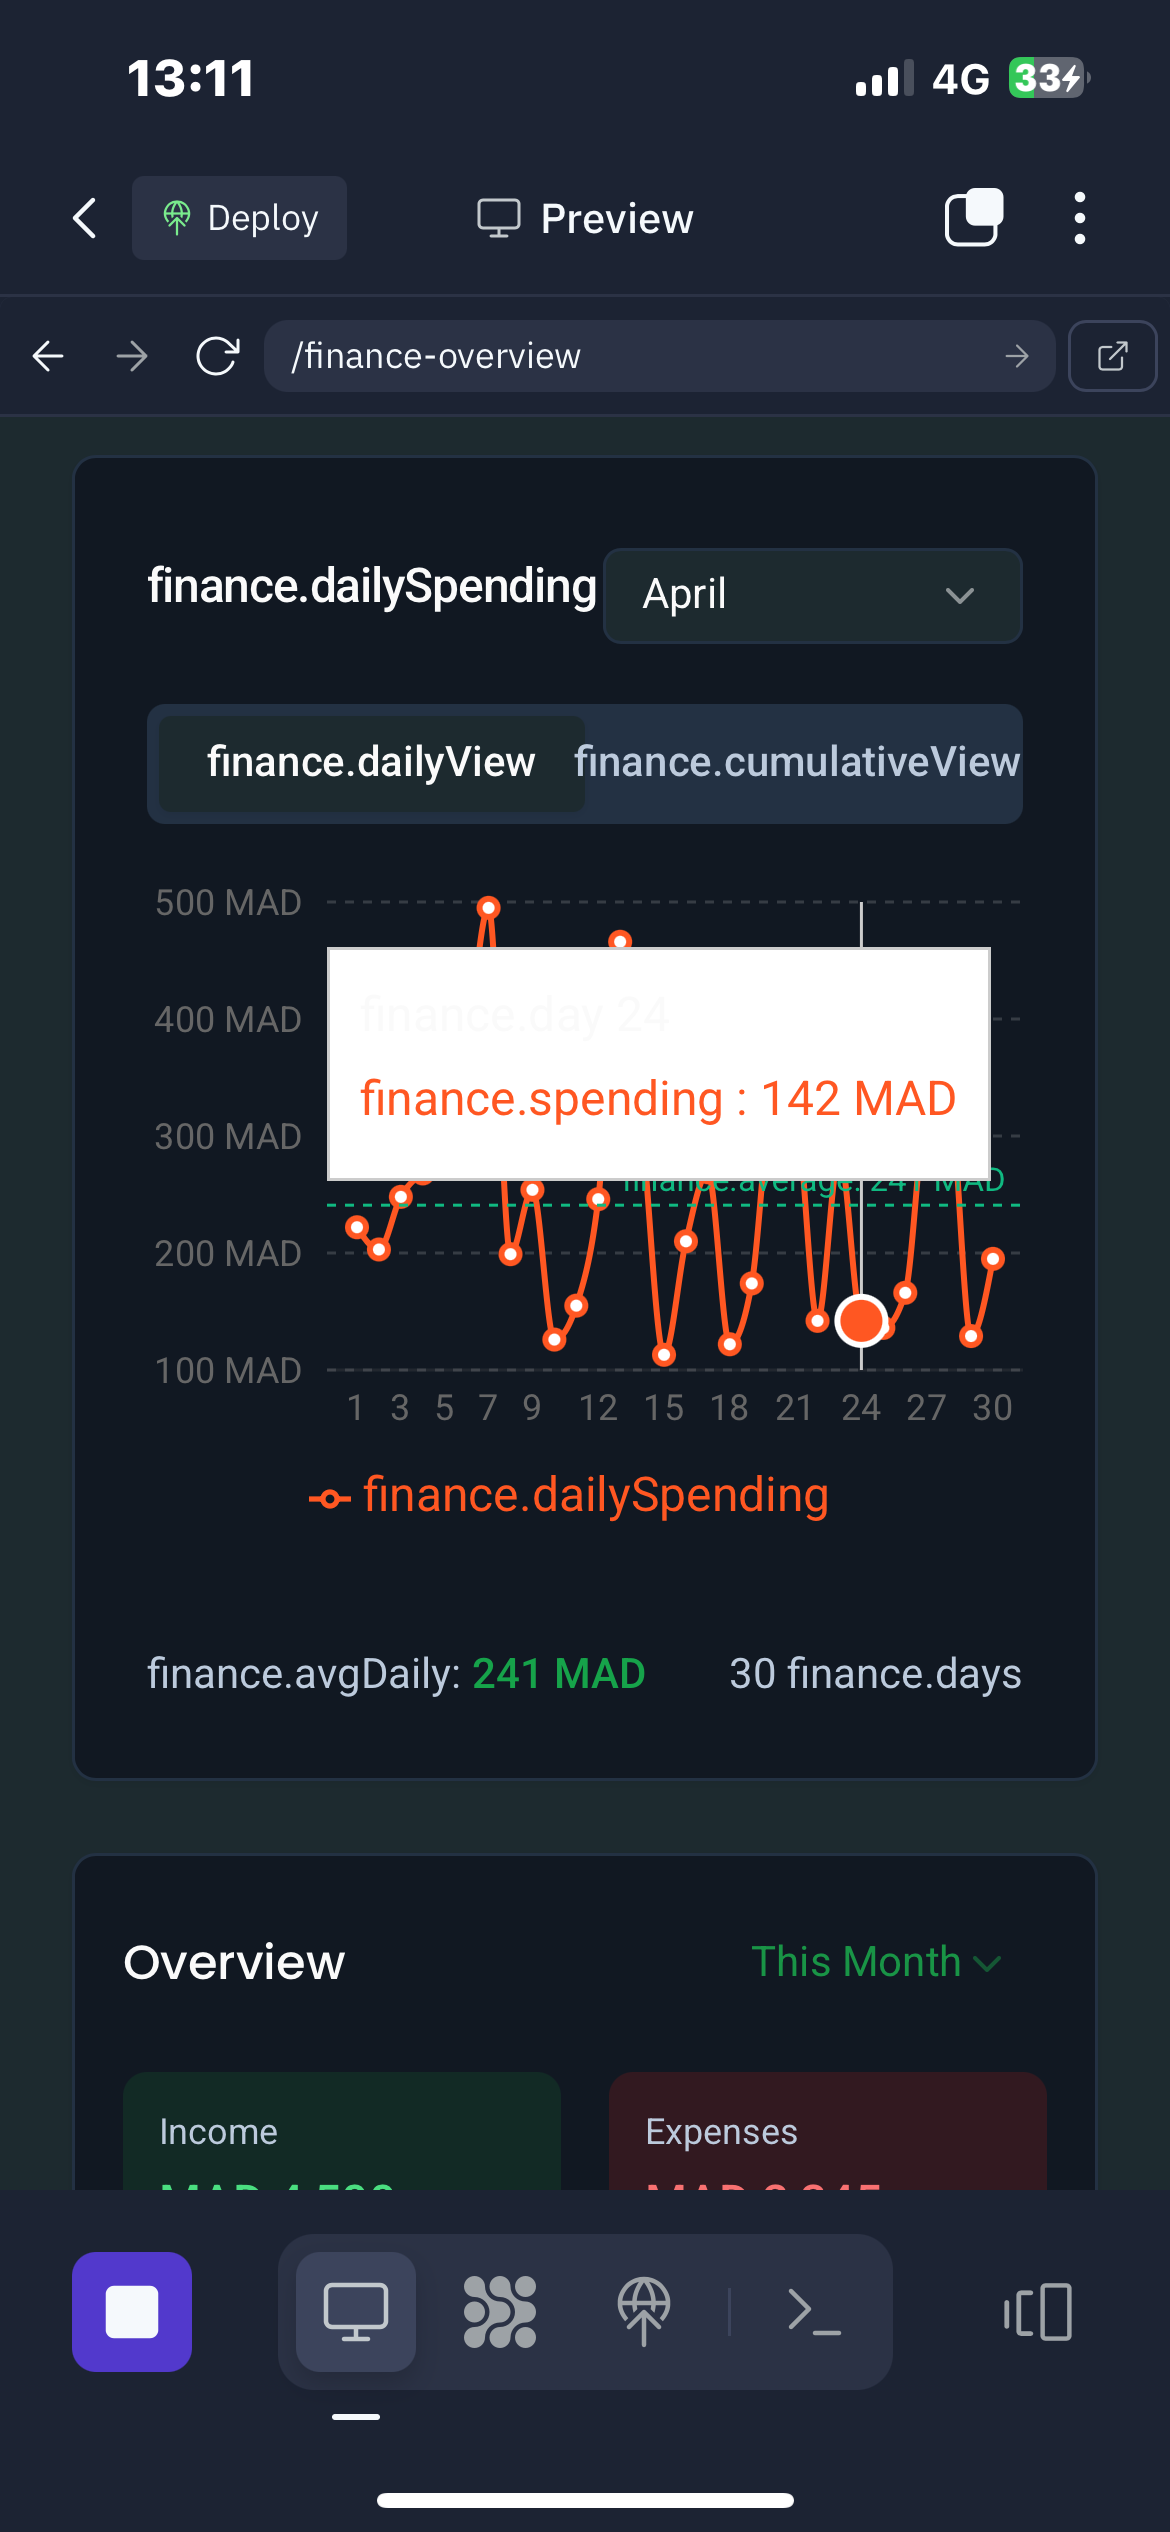 13:11
4G
33
Deploy
Preview
/finance-overview
finance.dailySpending
April
finance.dailyView
finance.cumulativeView
500 MAD
400 MAD
300 MAD
200 MAD
100 MAD
finance.day 24
finance.spending : 142 MAD
finance.average: 241 MAD
1 3 5 7 9 12 15 18 21 24 27 30
finance.dailySpending
finance.avgDaily: 241 MAD
30 finance.days
Overview
This Month
Income
Expenses